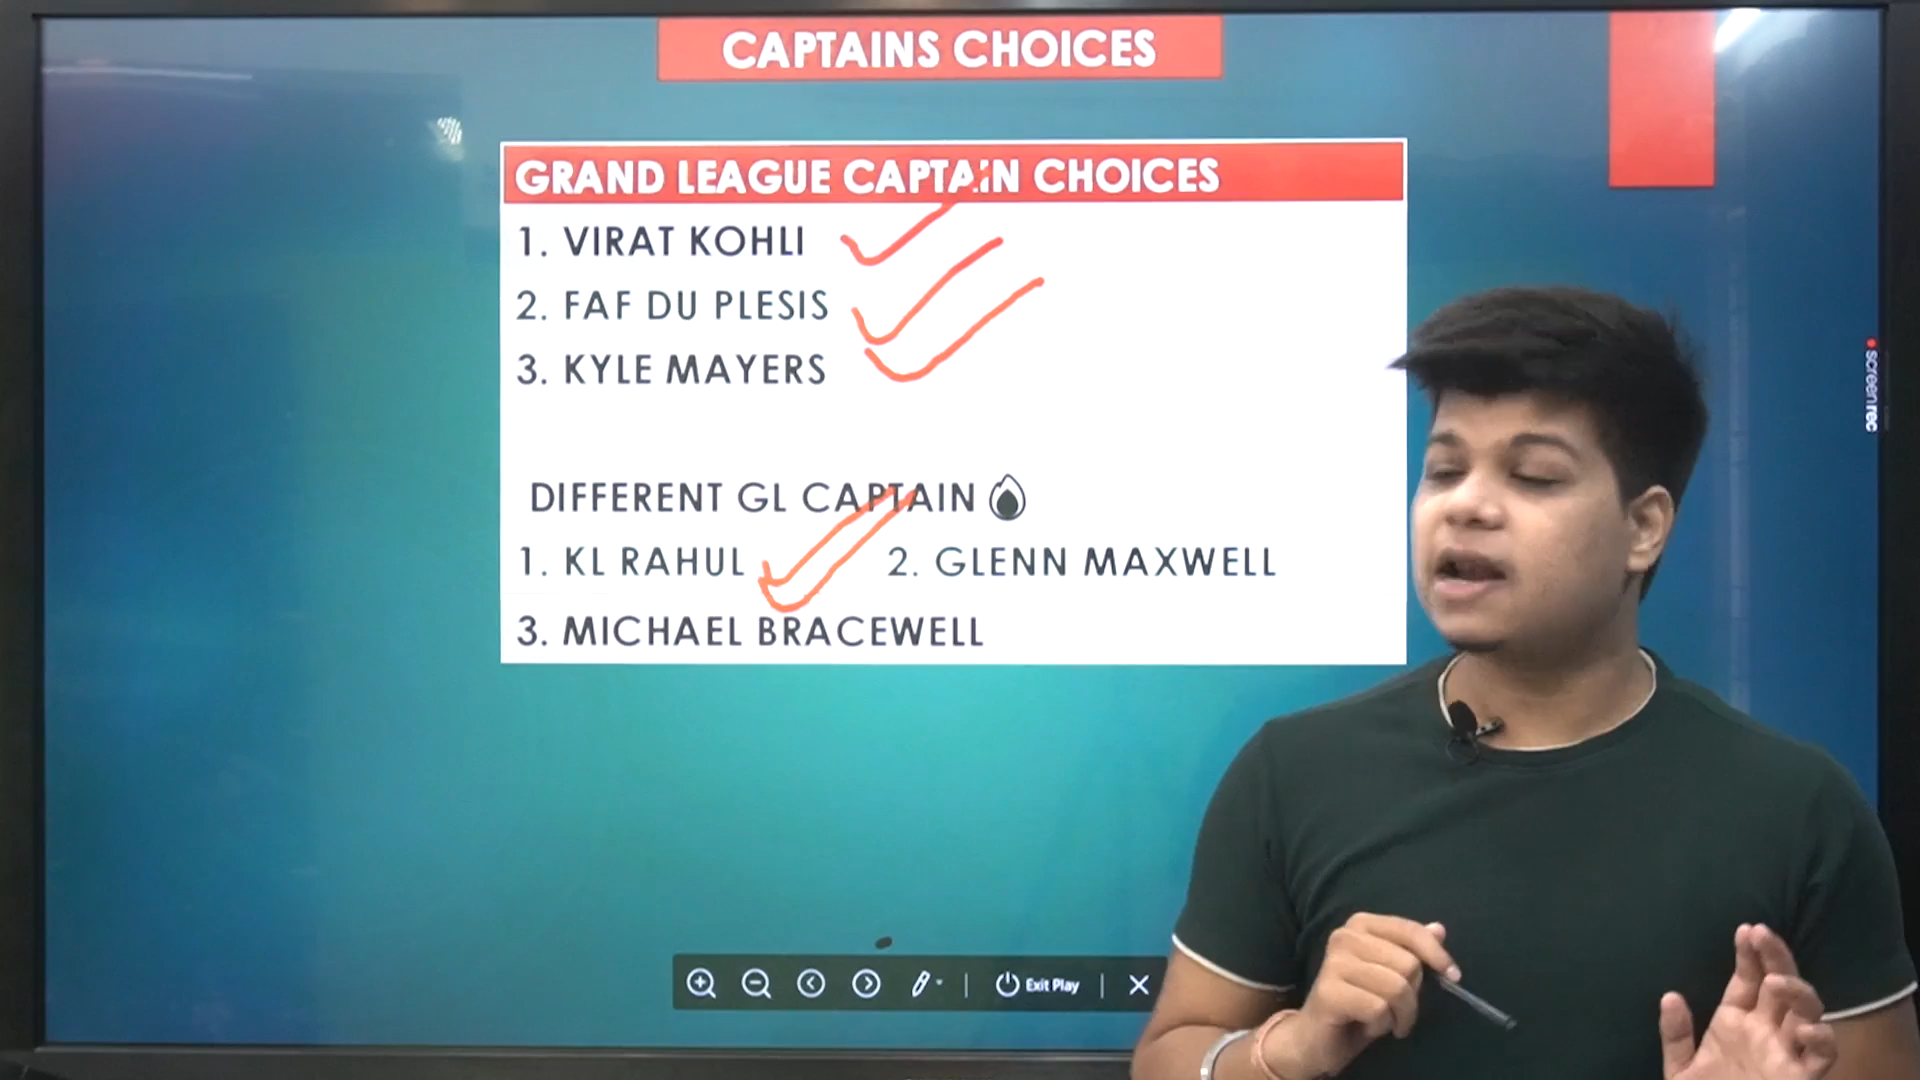 CAPTAINS CHOICES
GRAND LEAGUE CAPTAIN CHOICES
1. VIRAT KOHLI
2. FAF DU PLESIS
3. KYLE MAYERS
DIFFERENT GL CAPTAIN
1. KL RAHUL 2. GLENN MAXWELL
3. MICHAEL BRACEWELL
Exit Play
screenrec